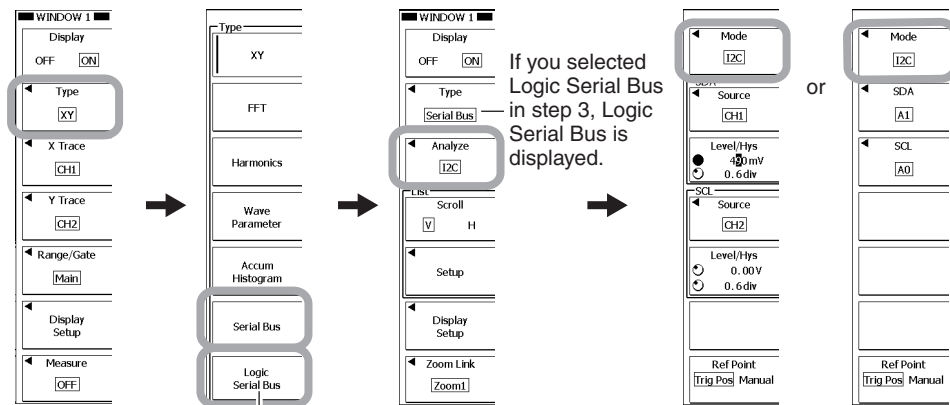 WINDOW 1
Display
OFF ON
Type
XY
X Trace
CH1
Y Trace
CH2
Range/Gate
Main
Display
Setup
Measure
OFF
Type
XY
FFT
Harmonics
Wave
Parameter
Accum
Histogram
Serial Bus
Logic
Serial Bus
WINDOW 1
Display
OFF ON
Type
Serial Bus
Analyze
I2C
List
Scroll
V H
Setup
Display
Setup
Zoom Link
Zoom1
If you selected
Logic Serial Bus
in step 3, Logic
Serial Bus is
displayed.
Mode
I2C
SDA
Source
CH1
Level/Hys
490mV
0.6div
SCL
Source
CH2
Level/Hys
0.00V
0.6div
Ref Point
Trig Pos Manual
or
Mode
I2C
SDA
A1
SCL
A0
Ref Point
Trig Pos Manual